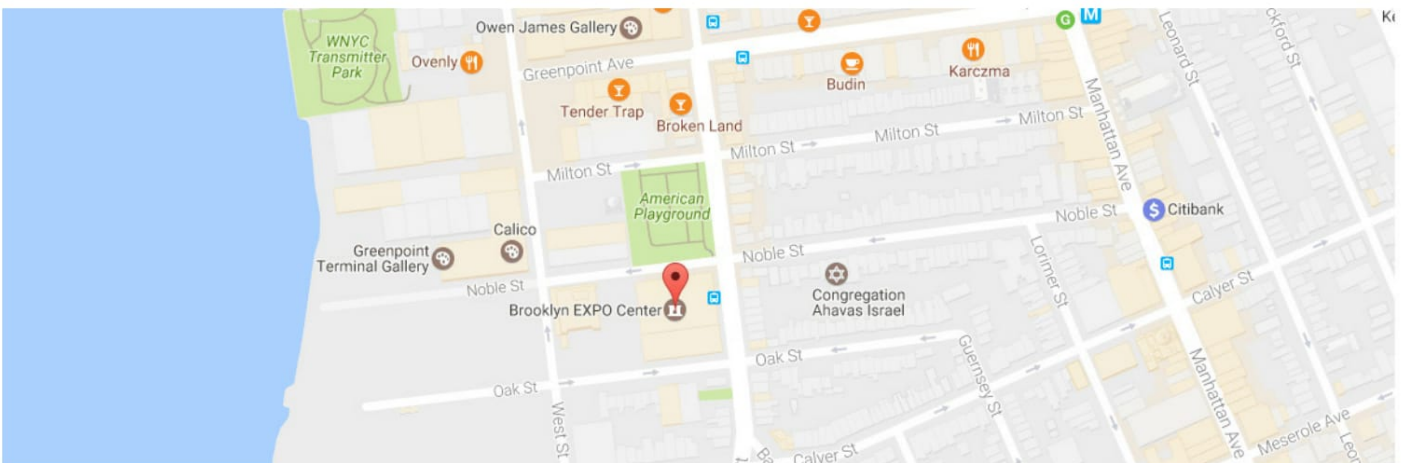 Owen James Gallery
WNYC
Transmitter
Park
Ovenly
Greenpoint Ave
Tender Trap
Broken Land
Budin
Karczma
G
M
Leonard St
Manhattan Ave
Milton St
Milton St
Milton St
Milton St
American
Playground
Calico
Greenpoint
Terminal Gallery
Noble St
Noble St
Noble St
$ Citibank
Lorimer St
Calyer St
Brooklyn EXPO Center
Congregation
Ahavas Israel
Oak St
Oak St
Guernsey St
West St
Manhattan Ave
Meserole Ave
Calyer St